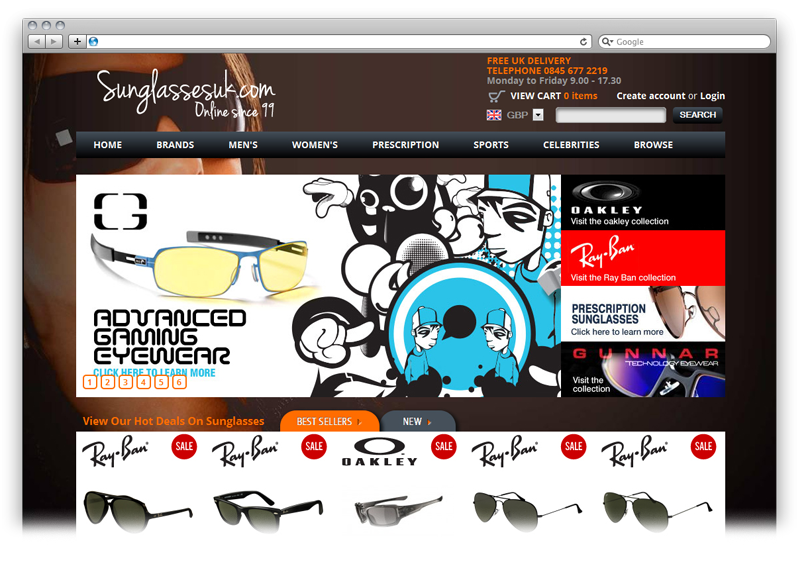 Google
Sunglassesuk.com
Online since 99
FREE UK DELIVERY
TELEPHONE 0845 677 2219
Monday to Friday 9.00 - 17.30
VIEW CART 0 items
Create account or Login
GBP
SEARCH
HOME
BRANDS
MEN'S
WOMEN'S
PRESCRIPTION
SPORTS
CELEBRITIES
BROWSE
ADVANCED
GAMING
EYEWEAR
CLICK HERE TO LEARN MORE
1 2 3 4 5 6
OAKLEY
Visit the oakley collection
Ray-Ban
Visit the Ray Ban collection
PRESCRIPTION
SUNGLASSES
Click here to learn more
GUNNAR
TECHNOLOGY EYEWEAR
Visit the
collection
View Our Hot Deals On Sunglasses
BEST SELLERS
NEW
Ray-Ban
SALE
Ray-Ban
SALE
OAKLEY
SALE
Ray-Ban
SALE
Ray-Ban
SALE